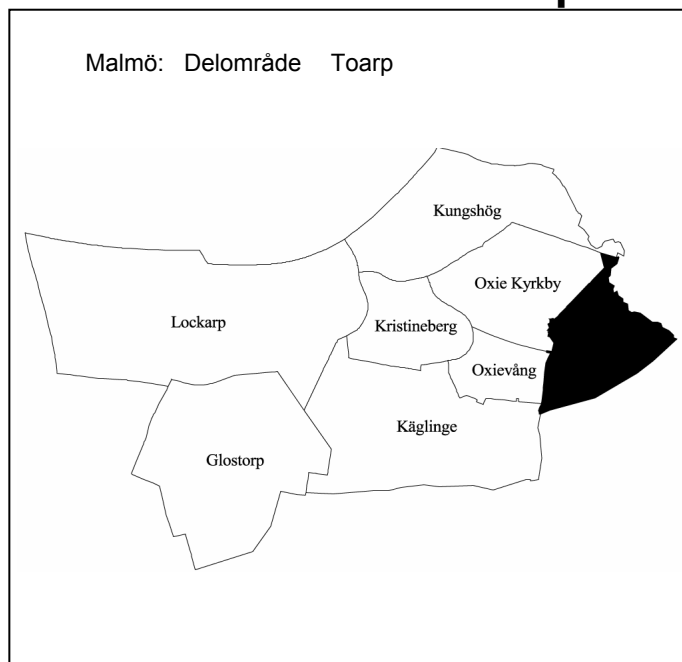 Malmö: Delområde Toarp
Kungshög
Oxie Kyrkby
Lockarp
Kristineberg
Oxievång
Käglinge
Glostorp